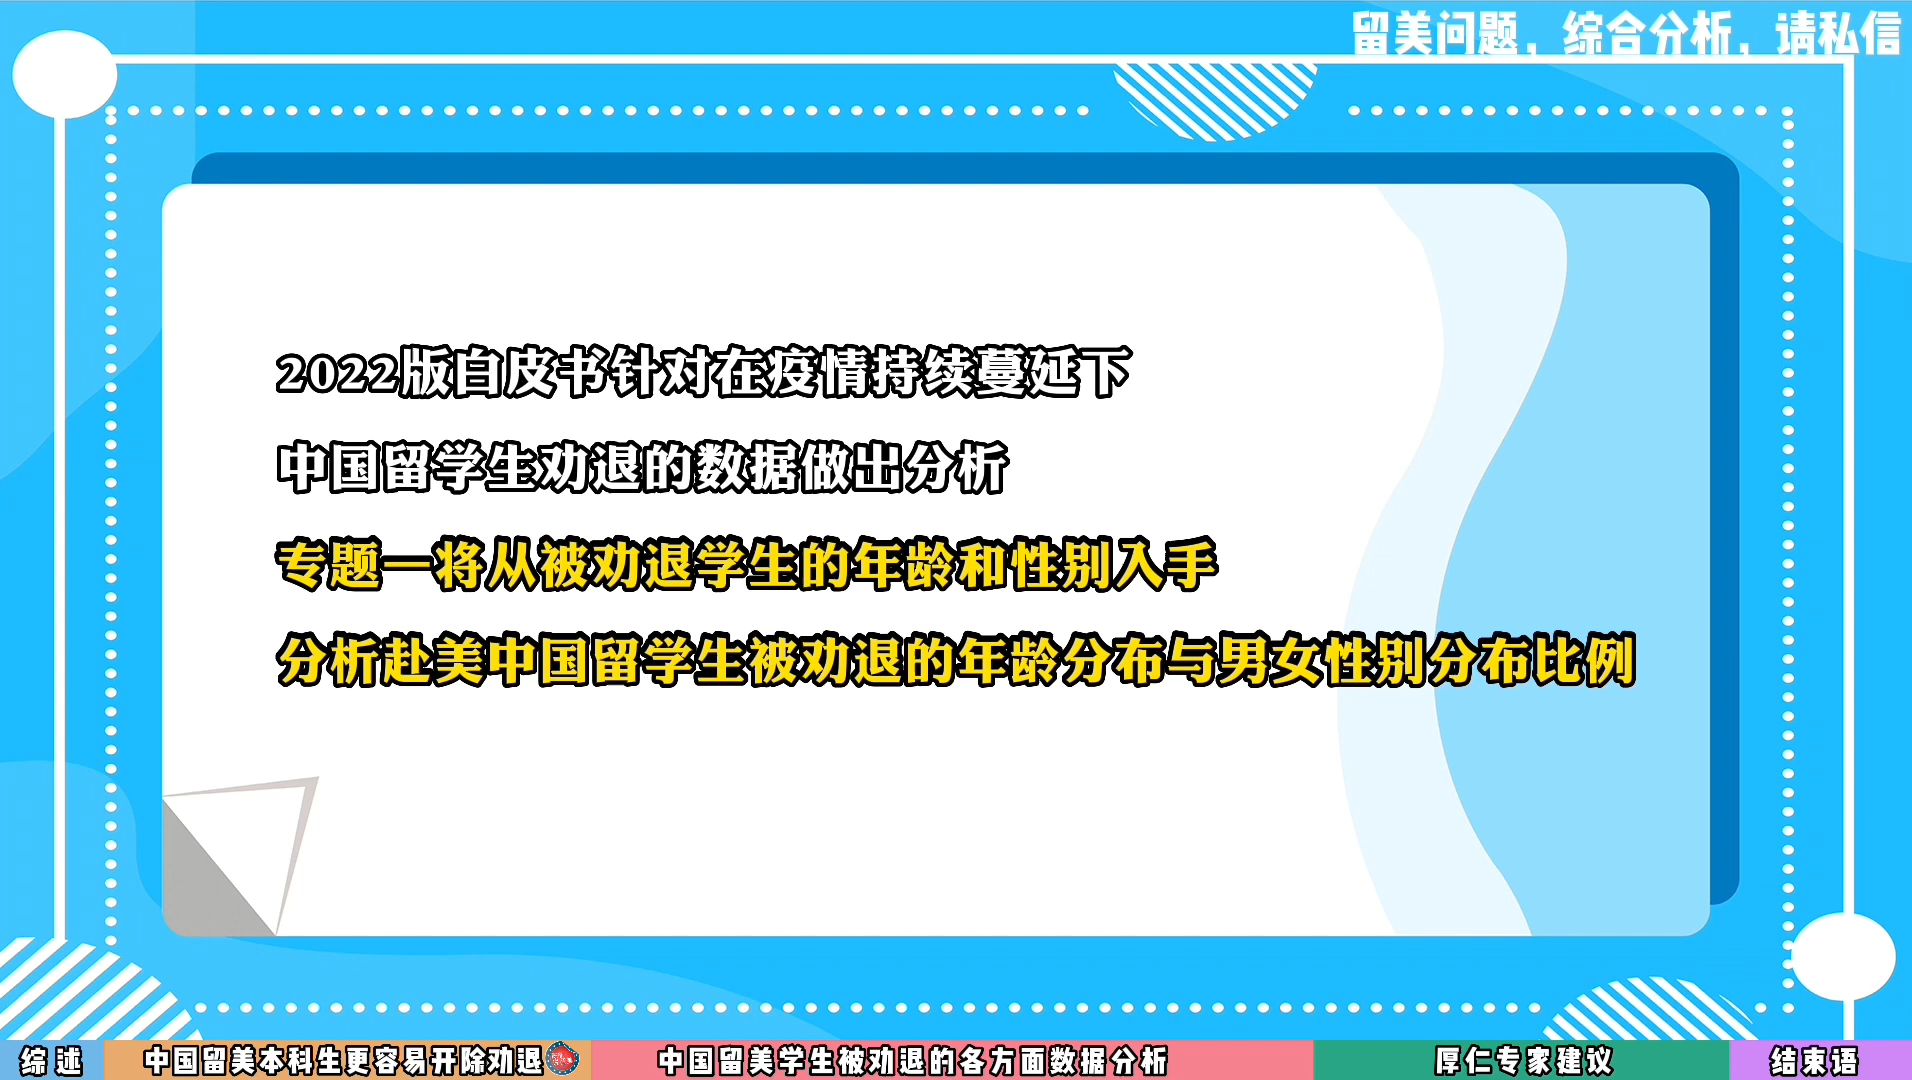 留美问题，综合分析，请私信
2022版白皮书针对在疫情持续蔓延下
中国留学生劝退的数据做出分析
专题一将从被劝退学生的年龄和性别入手
分析赴美中国留学生被劝退的年龄分布与男女性别分布比例
综述
中国留美本科生更容易开除劝退
中国留美学生被劝退的各方面数据分析
厚仁专家建议
结束语